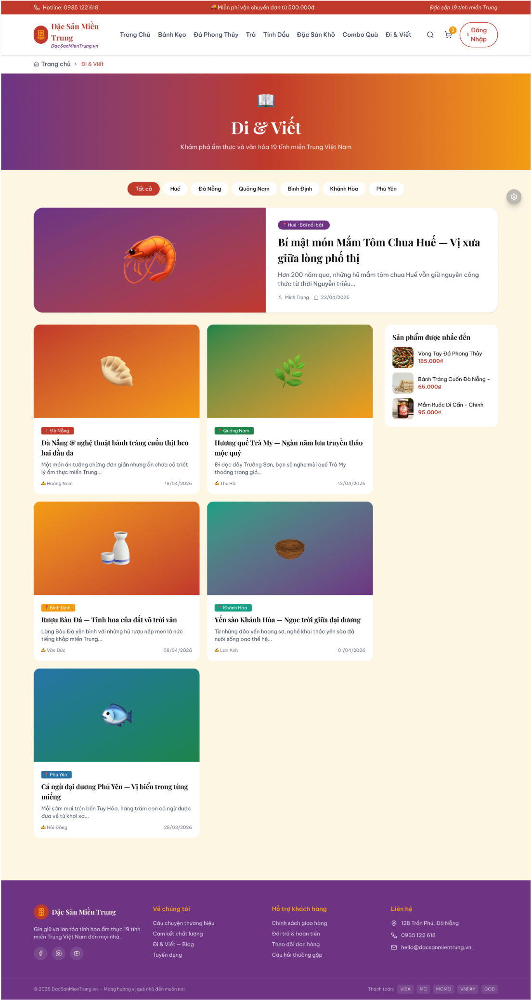 Hotline: 0935 122 618
Miễn phí vận chuyển đơn từ 500.000đ
Đặc sản 19 tỉnh miền Trung
Đặc Sản Miền
Trung
DacSanMienTrung.vn
Trang Chủ
Bánh Kẹo
Đá Phong Thủy
Trà
Tinh Dầu
Đặc Sản Khô
Combo Quà
Đi & Viết
3
Đăng
Nhập
Trang chủ
Đi & Viết
Đi & Viết
Khám phá ẩm thực và văn hóa 19 tỉnh miền Trung Việt Nam
Tất cả
Huế
Đà Nẵng
Quảng Nam
Bình Định
Khánh Hòa
Phú Yên
Huế · Bài nổi bật
Bí mật món Mắm Tôm Chua Huế — Vị xưa
giữa lòng phố thị
Hơn 200 năm qua, những hũ mắm tôm chua Huế vẫn giữ nguyên công
thức từ thời Nguyễn triều...
Minh Trang
22/04/2026
Đà Nẵng
Đà Nẵng & nghệ thuật bánh tráng cuốn thịt heo
hai đầu da
Một món ăn tưởng chừng đơn giản nhưng ẩn chứa cả triết
lý ẩm thực miền Trung...
Hoàng Nam
18/04/2026
Quảng Nam
Hương quế Trà My — Ngàn năm lưu truyền thảo
mộc quý
Đi dọc dãy Trường Sơn, bạn sẽ nghe mùi quế Trà My
thoảng trong gió...
Thu Hà
12/04/2026
Sản phẩm được nhắc đến
Vòng Tay Đá Phong Thủy
185.000₫
Bánh Tráng Cuốn Đà Nẵng -
65.000₫
Mắm Ruốc Dì Cẩn - Chính
95.000₫
Bình Định
Rượu Bàu Đá — Tinh hoa của đất võ trời văn
Làng Bàu Đá yên bình với những hũ rượu nếp men lá nức
tiếng khắp miền Trung...
Văn Đức
08/04/2026
Khánh Hòa
Yến sào Khánh Hòa — Ngọc trời giữa đại dương
Từ những đảo yến hoang sơ, nghề khai thác yến sào đã
nuôi sống bao thế hệ...
Lan Anh
01/04/2026
Phú Yên
Cá ngừ đại dương Phú Yên — Vị biển trong từng
miếng
Mỗi sớm mai trên bến Tuy Hòa, hàng trăm con cá ngừ được
đưa về từ khơi xa...
Hải Đăng
28/03/2026
Đặc Sản Miền Trung
Gìn giữ và lan tỏa tinh hoa ẩm thực 19 tỉnh
miền Trung Việt Nam đến mọi nhà.
Về chúng tôi
Câu chuyện thương hiệu
Cam kết chất lượng
Đi & Viết — Blog
Tuyển dụng
Hỗ trợ khách hàng
Chính sách giao hàng
Đổi trả & hoàn tiền
Theo dõi đơn hàng
Câu hỏi thường gặp
Liên hệ
128 Trần Phú, Đà Nẵng
0935 122 618
hello@dacsanmientrung.vn
© 2026 DacSanMienTrung.vn — Mang hương vị quê nhà đến muôn nơi.
Thanh toán:
VISA
MC
MOMO
VNPAY
COD